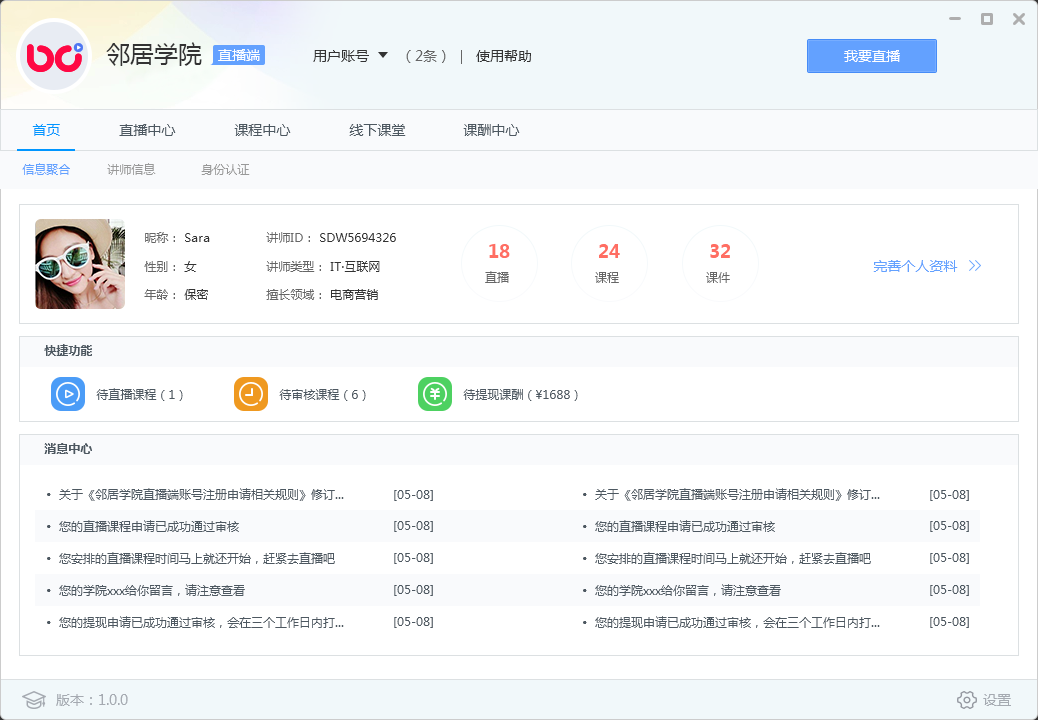 邻居学院 直播端 用户账号 （2条） | 使用帮助 我要直播
首页 直播中心 课程中心 线下课堂 课酬中心
信息聚合 讲师信息 身份认证
昵称： Sara 讲师ID： SDW5694326
性别： 女 讲师类型： IT·互联网
年龄： 保密 擅长领域： 电商营销
18 24 32
直播 课程 课件
完善个人资料
快捷功能
待直播课程（1） 待审核课程（6） 待提现课酬（¥1688）
消息中心
• 关于《邻居学院直播端账号注册申请相关规则》修订... [05-08] • 关于《邻居学院直播端账号注册申请相关规则》修订... [05-08]
• 您的直播课程申请已成功通过审核 [05-08] • 您的直播课程申请已成功通过审核 [05-08]
• 您安排的直播课程时间马上就还开始，赶紧去直播吧 [05-08] • 您安排的直播课程时间马上就还开始，赶紧去直播吧 [05-08]
• 您的学院xxx给你留言，请注意查看 [05-08] • 您的学院xxx给你留言，请注意查看 [05-08]
• 您的提现申请已成功通过审核，会在三个工作日内打... [05-08] • 您的提现申请已成功通过审核，会在三个工作日内打... [05-08]
版本：1.0.0 设置